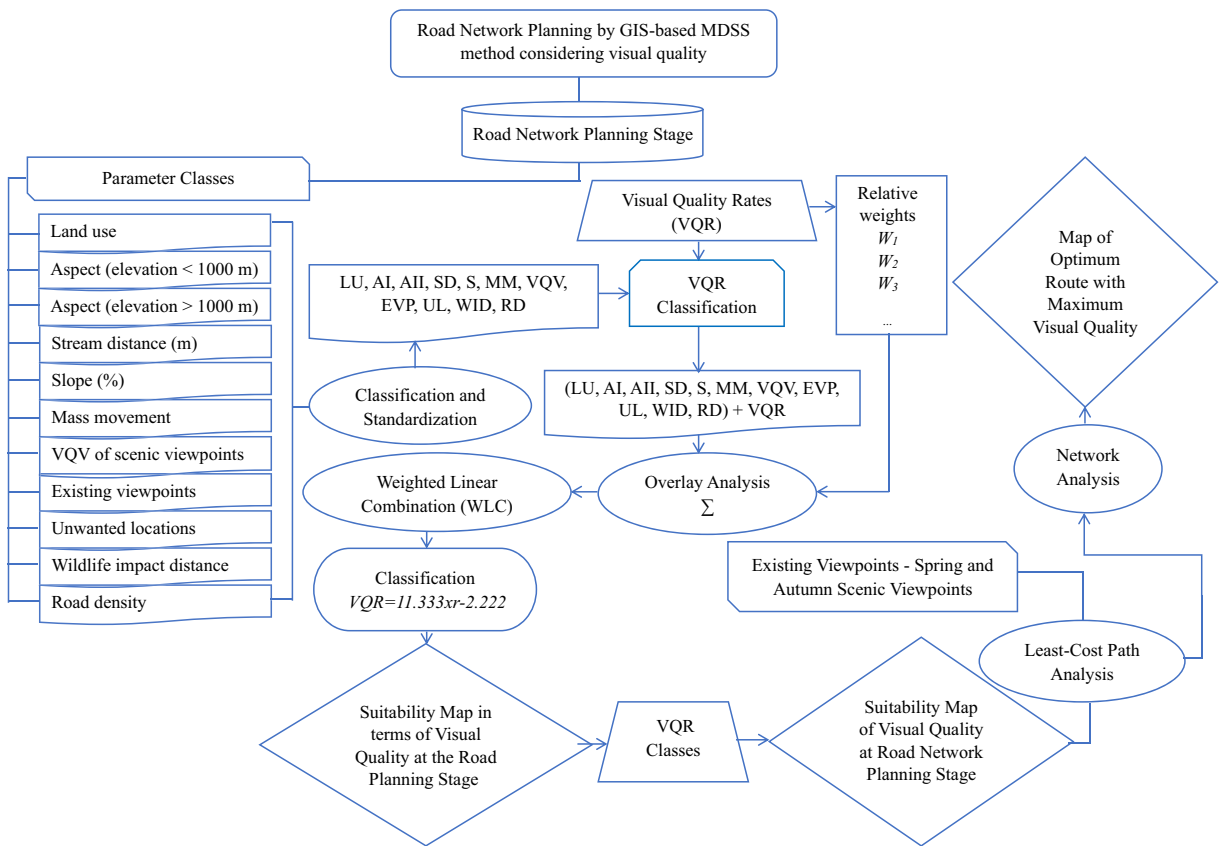 Road Network Planning by GIS-based MDSS
method considering visual quality
Road Network Planning Stage
Parameter Classes
Land use
Aspect (elevation < 1000 m)
Aspect (elevation > 1000 m)
Stream distance (m)
Slope (%)
Mass movement
VQV of scenic viewpoints
Existing viewpoints
Unwanted locations
Wildlife impact distance
Road density
Visual Quality Rates
(VQR)
Relative
weights
W1
W2
W3
...
LU, AI, AII, SD, S, MM, VQV,
EVP, UL, WID, RD
VQR
Classification
Classification and
Standardization
(LU, AI, AII, SD, S, MM, VQV, EVP,
UL, WID, RD) + VQR
Weighted Linear
Combination (WLC)
Overlay Analysis
∑
Classification
VQR=11.333xr-2.222
Suitability Map in
terms of Visual
Quality at the Road
Planning Stage
VQR
Classes
Suitability Map
of Visual Quality
at Road Network
Planning Stage
Existing Viewpoints - Spring and
Autumn Scenic Viewpoints
Least-Cost Path
Analysis
Network
Analysis
Map of
Optimum
Route with
Maximum
Visual Quality